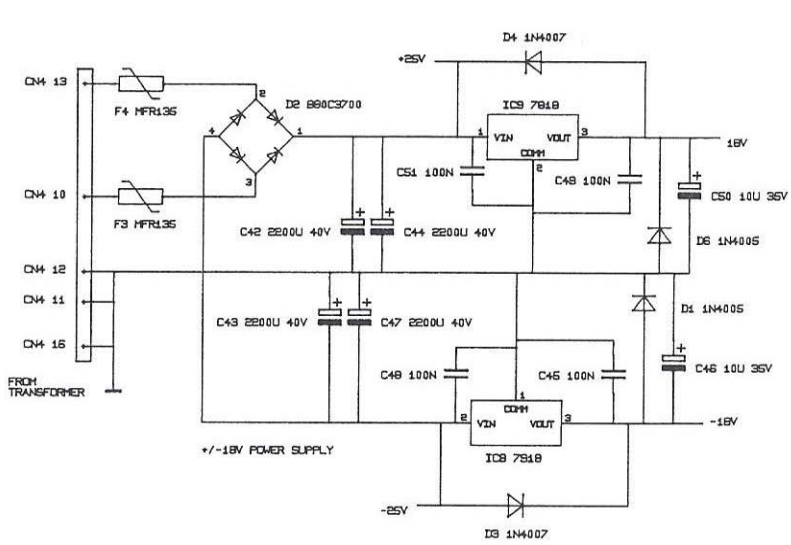 D4 1N4007
+25V
CN4 13
F4 MFR135
2
D2 B80C3700
IC9 7818
4
1
1
VIN
VOUT
3
COMM
18V
2
C51 100N
C49 100N
3
CN4 10
F3 MFR135
+
C50 10U 35V
+
+
C42 2200U 40V
C44 2200U 40V
D6 1N4005
CN4 12
CN4 11
+
+
C43 2200U 40V
C47 2200U 40V
D1 1N4005
CN4 16
+
C46 10U 35V
C48 100N
C45 100N
FROM
TRANSFORMER
1
COMM
2
VIN
VOUT
3
-18V
+/-18V POWER SUPPLY
IC8 7918
-25V
D3 1N4007